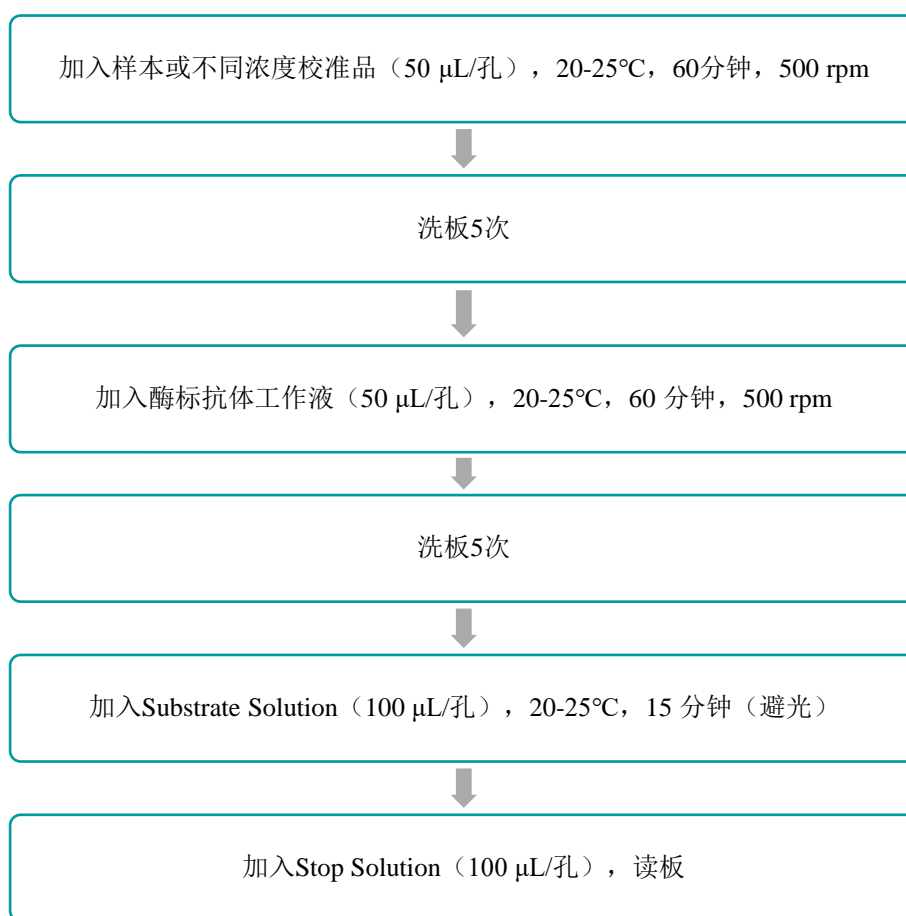 加入样本或不同浓度校准品（50 μL/孔），20-25℃，60分钟，500 rpm
洗板5次
加入酶标抗体工作液（50 μL/孔），20-25℃，60 分钟，500 rpm
洗板5次
加入Substrate Solution（100 μL/孔），20-25℃，15 分钟（避光）
加入Stop Solution（100 μL/孔），读板